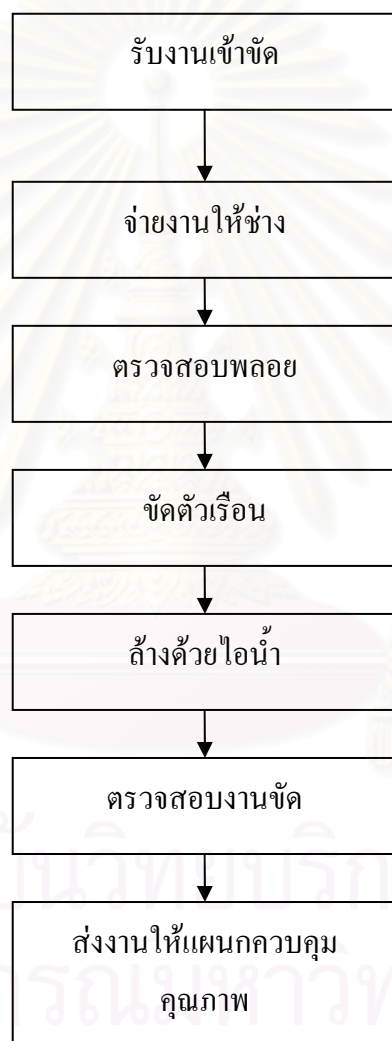 รับงานเข้าขัด
จ่ายงานให้ช่าง
ตรวจสอบพลอย
ขัดตัวเรือน
ล้างด้วยไอน้ำ
ตรวจสอบงานขัด
ส่งงานให้แผนกควบคุม
คุณภาพ